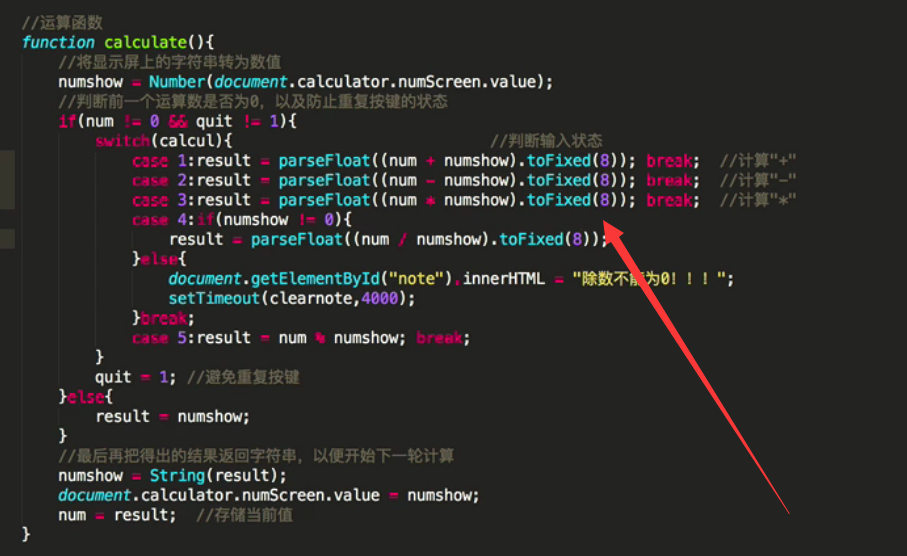 //运算函数
function calculate(){
//将显示屏上的字符串转为数值
numshow = Number(document.calculator.numScreen.value);
//判断前一个运算数是否为0，以及防止重复按键的状态
if(num != 0 && quit != 1){
switch(calcul){ //判断输入状态
case 1:result = parseFloat((num + numshow).toFixed(8)); break; //计算"+"
case 2:result = parseFloat((num - numshow).toFixed(8)); break; //计算"-"
case 3:result = parseFloat((num * numshow).toFixed(8)); break; //计算"*"
case 4:if(numshow != 0){
result = parseFloat((num / numshow).toFixed(8));
}else{
document.getElementById("note").innerHTML = "除数不能为0！！！";
setTimeout(clearnote,4000);
}break;
case 5:result = num % numshow; break;
}
quit = 1; //避免重复按键
}else{
result = numshow;
}
//最后再把得出的结果返回字符串，以便开始下一轮计算
numshow = String(result);
document.calculator.numScreen.value = numshow;
num = result; //存储当前值
}